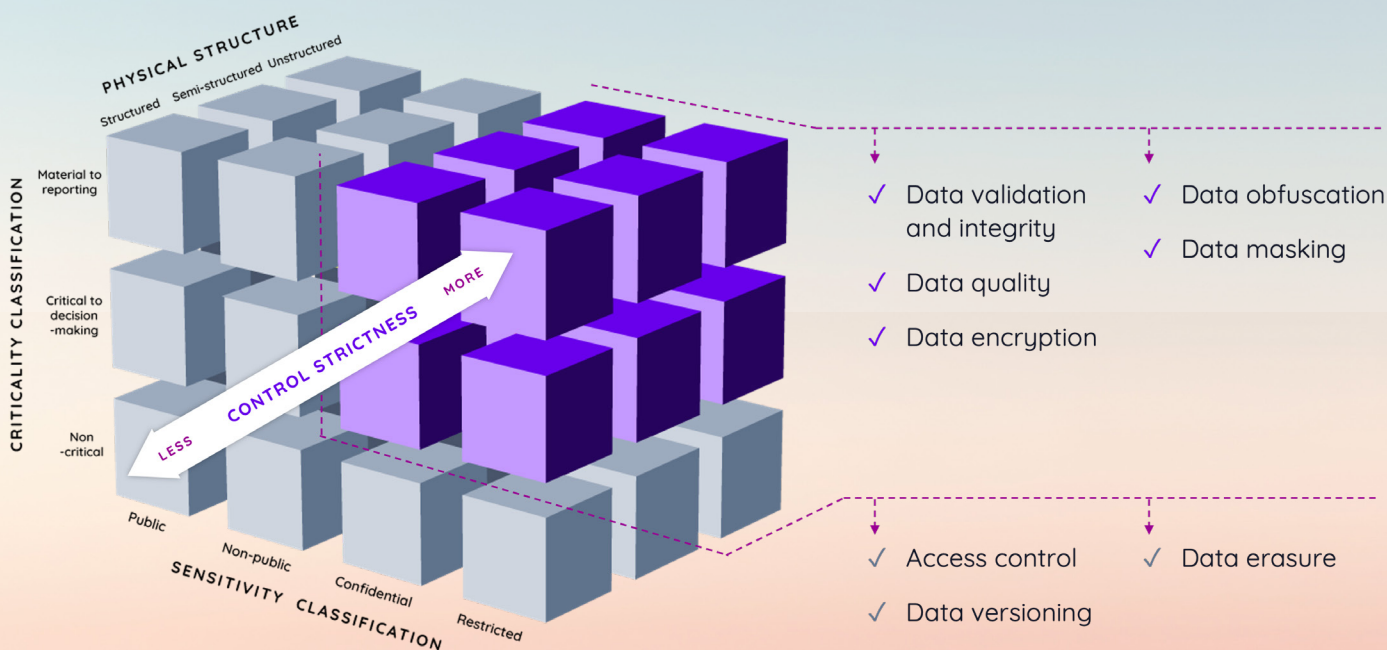 PHYSICAL STRUCTURE
Structured Semi-structured Unstructured
CRITICALITY CLASSIFICATION
Material to
reporting
Critical to
decision
-making
Non
-critical
LESS CONTROL STRICTNESS MORE
Public
Non-public
Confidential
Restricted
SENSITIVITY CLASSIFICATION
✓ Data validation
and integrity
✓ Data quality
✓ Data encryption
✓ Data obfuscation
✓ Data masking
✓ Access control
✓ Data versioning
✓ Data erasure